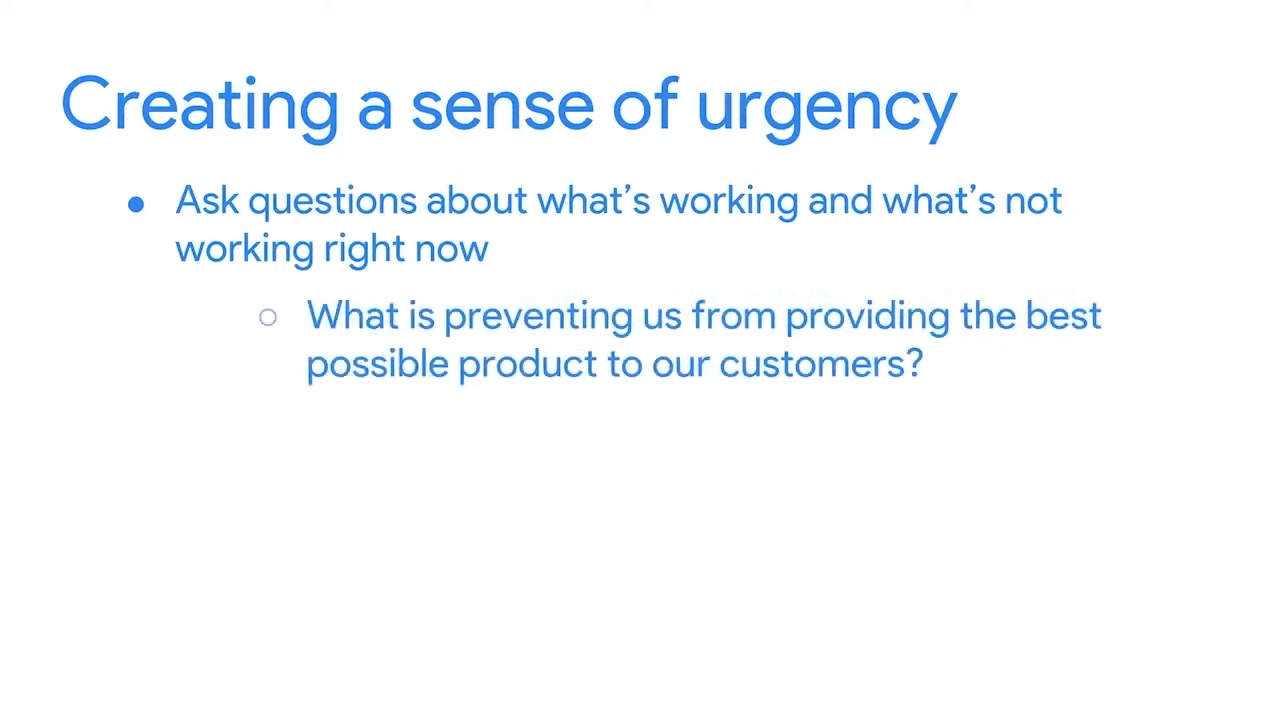 Creating a sense of urgency
● Ask questions about what’s working and what’s not
working right now
○ What is preventing us from providing the best
possible product to our customers?